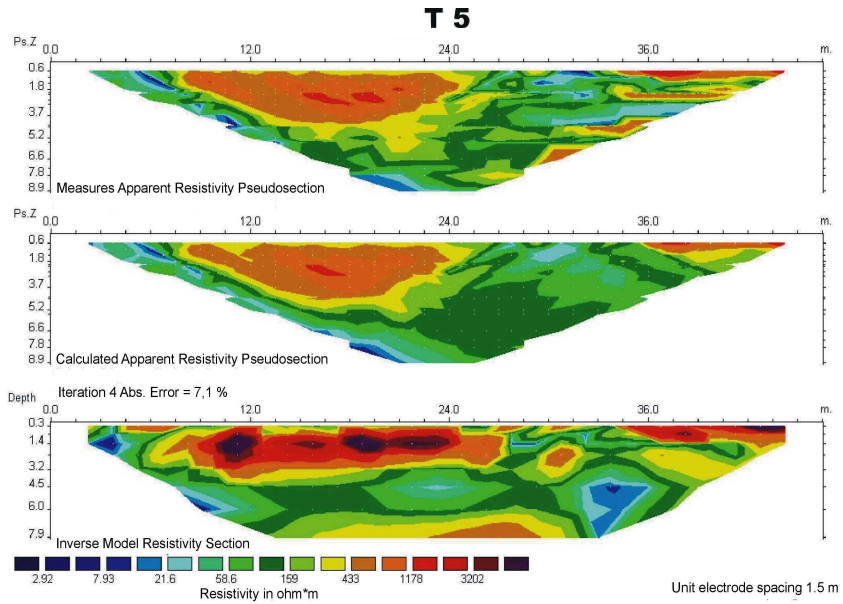 T 5
Ps.Z 0.0 12.0 24.0 36.0 m.
0.6
1.8
3.7
5.2
6.6
7.8
8.9
Measures Apparent Resistivity Pseudosection
Ps.Z 0.0 12.0 24.0 36.0 m.
0.6
1.8
3.7
5.2
6.6
7.8
8.9
Calculated Apparent Resistivity Pseudosection
Iteration 4 Abs. Error = 7,1 %
Depth 0.0 12.0 24.0 36.0 m.
0.3
1.4
3.2
4.5
6.0
7.9
Inverse Model Resistivity Section
2.92 7.93 21.6 58.6 159 433 1178 3202
Resistivity in ohm*m
Unit electrode spacing 1.5 m